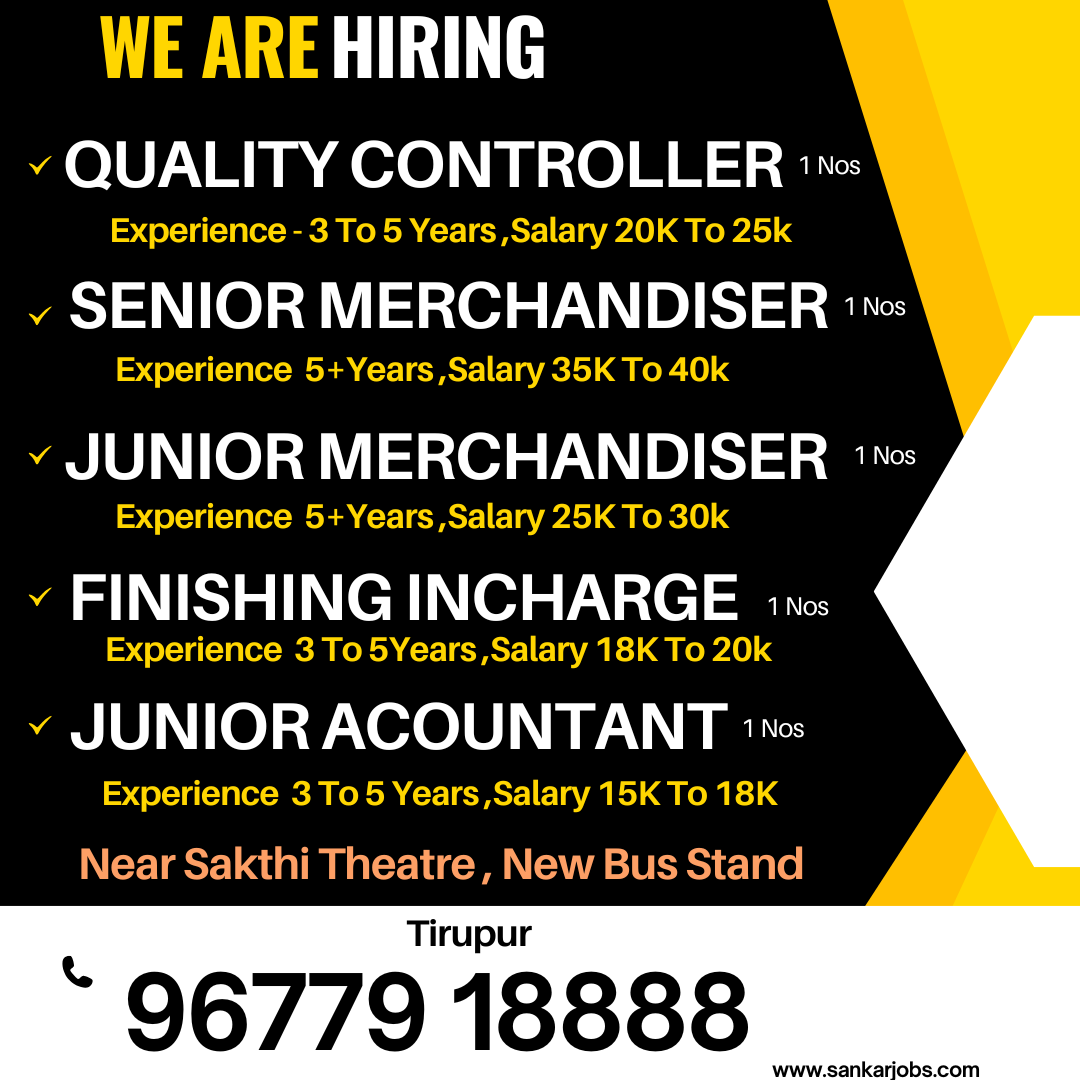 WE ARE HIRING
QUALITY CONTROLLER 1 Nos
Experience - 3 To 5 Years ,Salary 20K To 25k
SENIOR MERCHANDISER 1 Nos
Experience 5+Years ,Salary 35K To 40k
JUNIOR MERCHANDISER 1 Nos
Experience 5+Years ,Salary 25K To 30k
FINISHING INCHARGE 1 Nos
Experience 3 To 5Years ,Salary 18K To 20k
JUNIOR ACOUNTANT 1 Nos
Experience 3 To 5 Years ,Salary 15K To 18K
Near Sakthi Theatre , New Bus Stand
Tirupur
96779 18888
www.sankarjobs.com